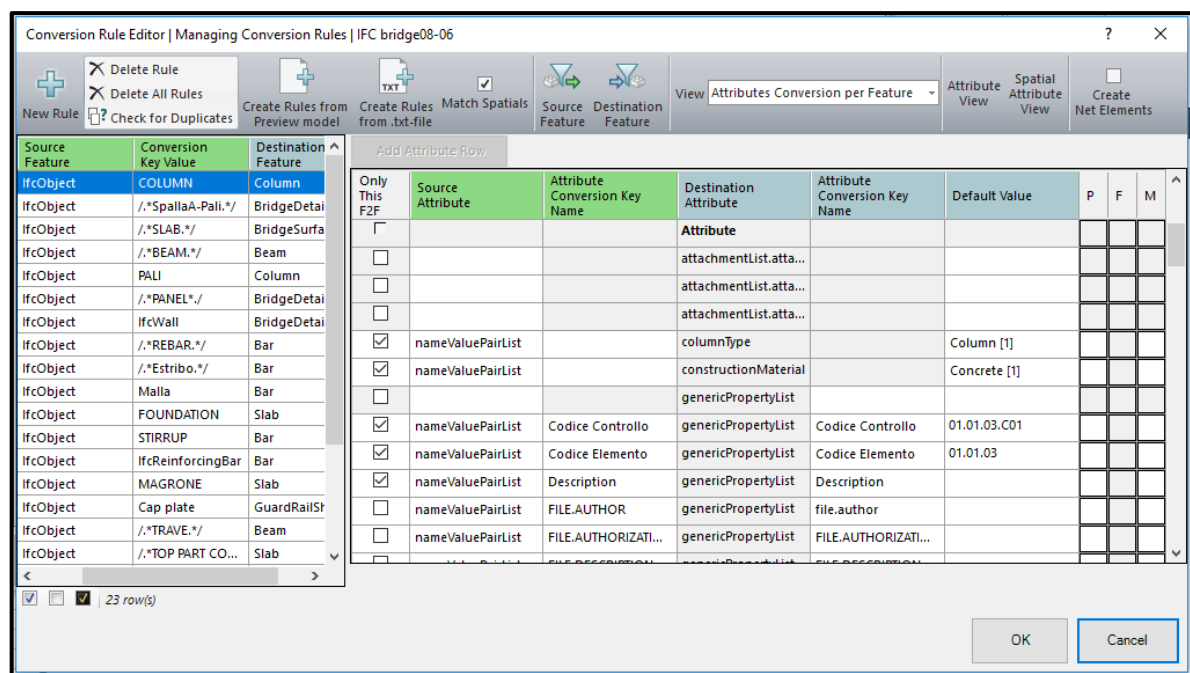 Conversion Rule Editor | Managing Conversion Rules | IFC bridge08-06 ? ×
New Rule
Delete Rule
Delete All Rules
Check for Duplicates
Create Rules from
Preview model
TXT
Create Rules
from .txt-file
Match Spatials
Source
Feature
Destination
Feature
View Attributes Conversion per Feature
Attribute
View
Spatial
Attribute
View
Create
Net Elements
Source
Feature
Conversion
Key Value
Destination
Feature
IfcObject COLUMN Column
IfcObject /.*SpallaA-Pali.*/ BridgeDetai
IfcObject /.*SLAB.*/ BridgeSurfa
IfcObject /.*BEAM.*/ Beam
IfcObject PALI Column
IfcObject /.*PANEL*./ BridgeDetai
IfcObject IfcWall BridgeDetai
IfcObject /.*REBAR.*/ Bar
IfcObject /.*Estribo.*/ Bar
IfcObject Malla Bar
IfcObject FOUNDATION Slab
IfcObject STIRRUP Bar
IfcObject IfcReinforcingBar Bar
IfcObject MAGRONE Slab
IfcObject Cap plate GuardRailSh
IfcObject /.*TRAVE.*/ Beam
IfcObject /.*TOP PART CO... Slab
23 row(s)
Add Attribute Row
Only
This
F2F
Source
Attribute
Attribute
Conversion Key
Name
Destination
Attribute
Attribute
Conversion Key
Name
Default Value
P F M
Attribute
attachmentList.atta...
attachmentList.atta...
attachmentList.atta...
nameValuePairList columnType Column [1]
nameValuePairList constructionMaterial Concrete [1]
genericPropertyList
nameValuePairList Codice Controllo genericPropertyList Codice Controllo 01.01.03.C01
nameValuePairList Codice Elemento genericPropertyList Codice Elemento 01.01.03
nameValuePairList Description genericPropertyList Description
nameValuePairList FILE.AUTHOR genericPropertyList file.author
nameValuePairList FILE.AUTHORIZATI... genericPropertyList FILE.AUTHORIZATI...
OK Cancel